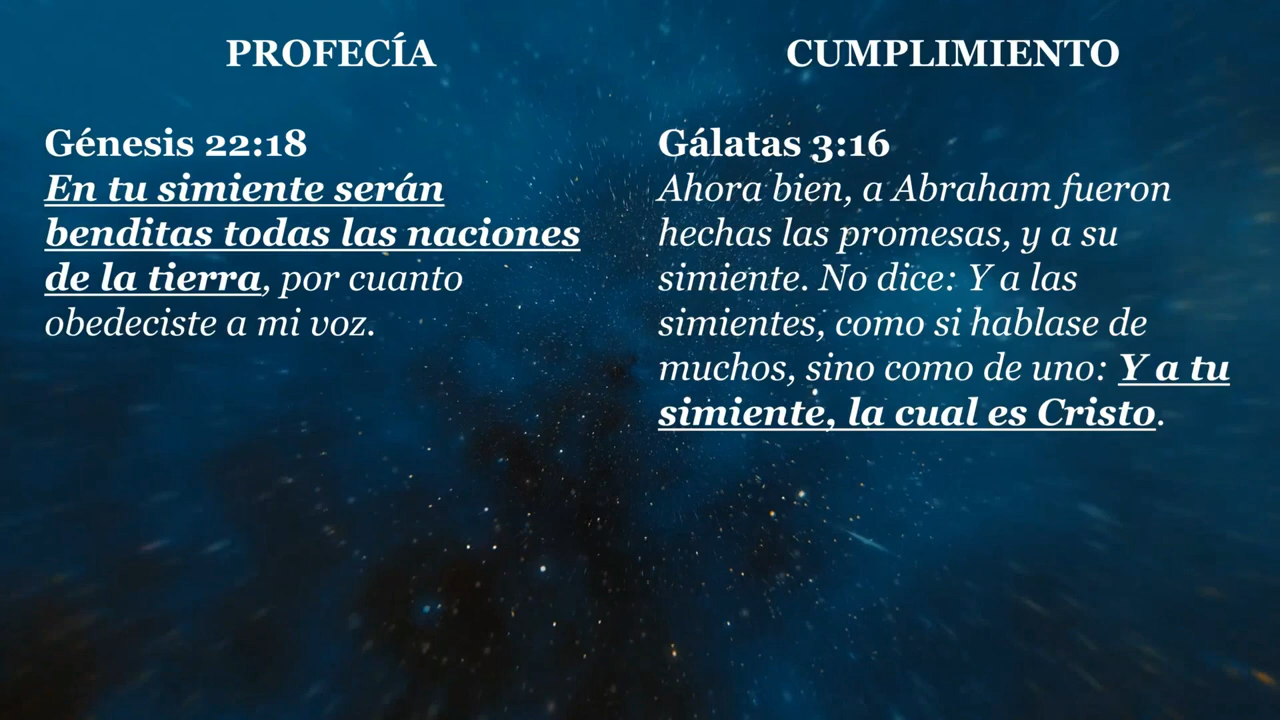 PROFECÍA
Génesis 22:18
En tu simiente serán
benditas todas las naciones
de la tierra, por cuanto
obedeciste a mi voz.
CUMPLIMIENTO
Gálatas 3:16
Ahora bien, a Abraham fueron
hechas las promesas, y a su
simiente. No dice: Y a las
simientes, como si hablase de
muchos, sino como de uno: Y a tu
simiente, la cual es Cristo.